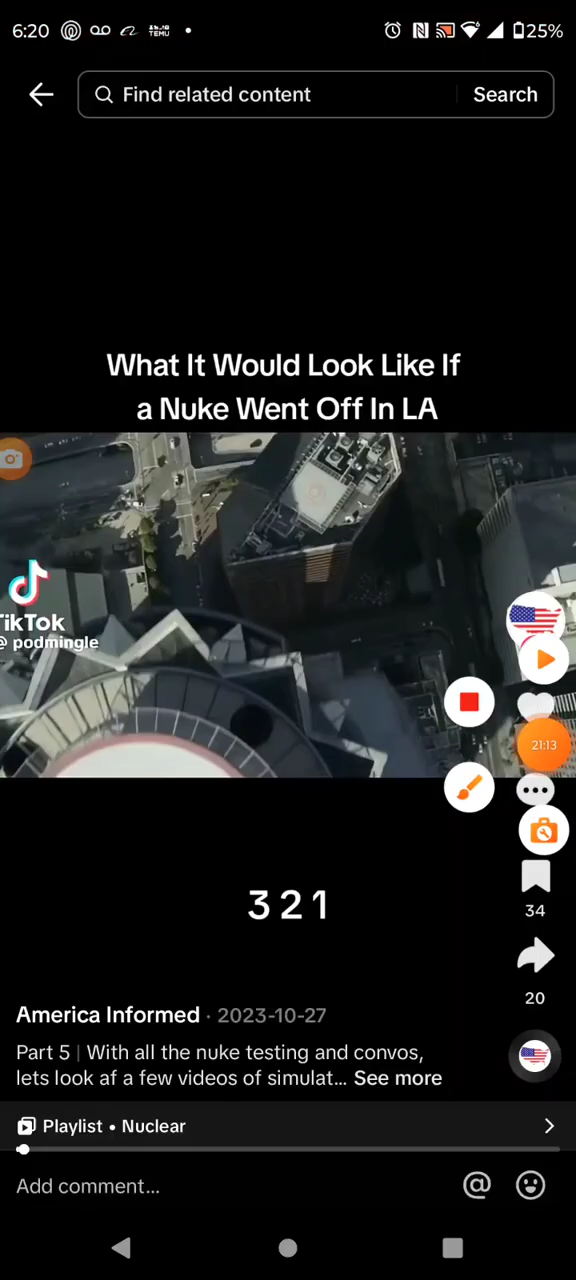 6:20
TEMU
25%
Find related content
Search
What It Would Look Like If
a Nuke Went Off In LA
TikTok
@ podmingle
21:13
3 2 1
34
20
America Informed · 2023-10-27
Part 5 | With all the nuke testing and convos,
lets look af a few videos of simulat... See more
Playlist • Nuclear
Add comment...
@